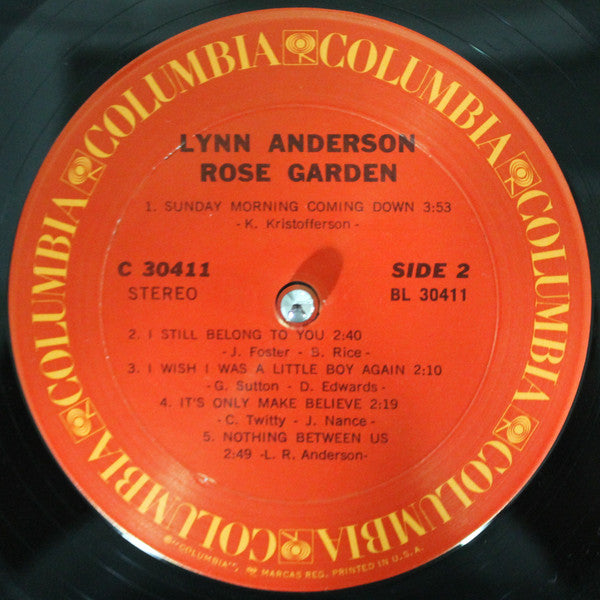 COLUMBIA COLUMBIA COLUMBIA COLUMBIA COLUMBIA COLUMBIA
LYNN ANDERSON
ROSE GARDEN
1. SUNDAY MORNING COMING DOWN 3:53
- K. Kristofferson -
C 30411
STEREO
SIDE 2
BL 30411
2. I STILL BELONG TO YOU 2:40
- J. Foster - B. Rice -
3. I WISH I WAS A LITTLE BOY AGAIN 2:10
- G. Sutton - D. Edwards -
4. IT'S ONLY MAKE BELIEVE 2:19
- C. Twitty - J. Nance -
5. NOTHING BETWEEN US
2:49 -L. R. Anderson-
"COLUMBIA", MARCAS REG. PRINTED IN U.S.A.